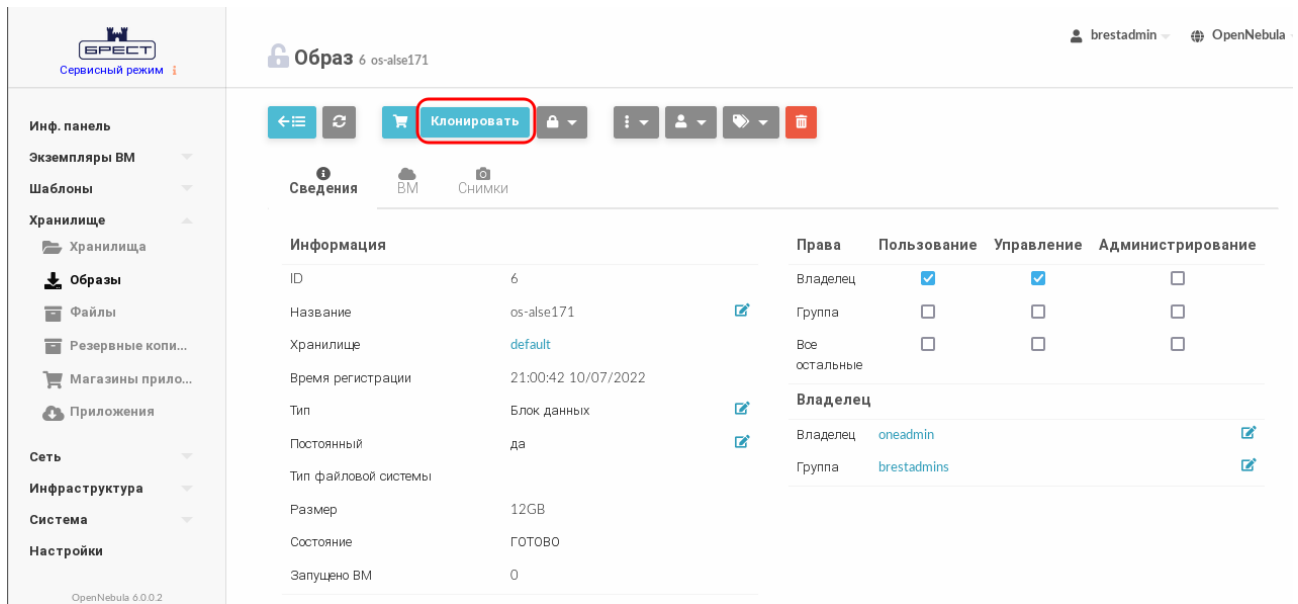 БРЕСТ
Сервисный режим i
Образ 6 os-alse171
brestadmin
OpenNebula
Клонировать
Инф. панель
Экземпляры ВМ
Шаблоны
Хранилище
Хранилища
Образы
Файлы
Резервные копи...
Магазины прило...
Приложения
Сеть
Инфраструктура
Система
Настройки
OpenNebula 6.0.0.2
Сведения ВМ Снимки
Информация
ID 6
Название os-alse171
Хранилище default
Время регистрации 21:00:42 10/07/2022
Тип Блок данных
Постоянный да
Тип файловой системы
Размер 12GB
Состояние ГОТОВО
Запущено ВМ 0
Права Пользование Управление Администрирование
Владелец
Группа
Все
остальные
Владелец
Владелец oneadmin
Группа brestadmins